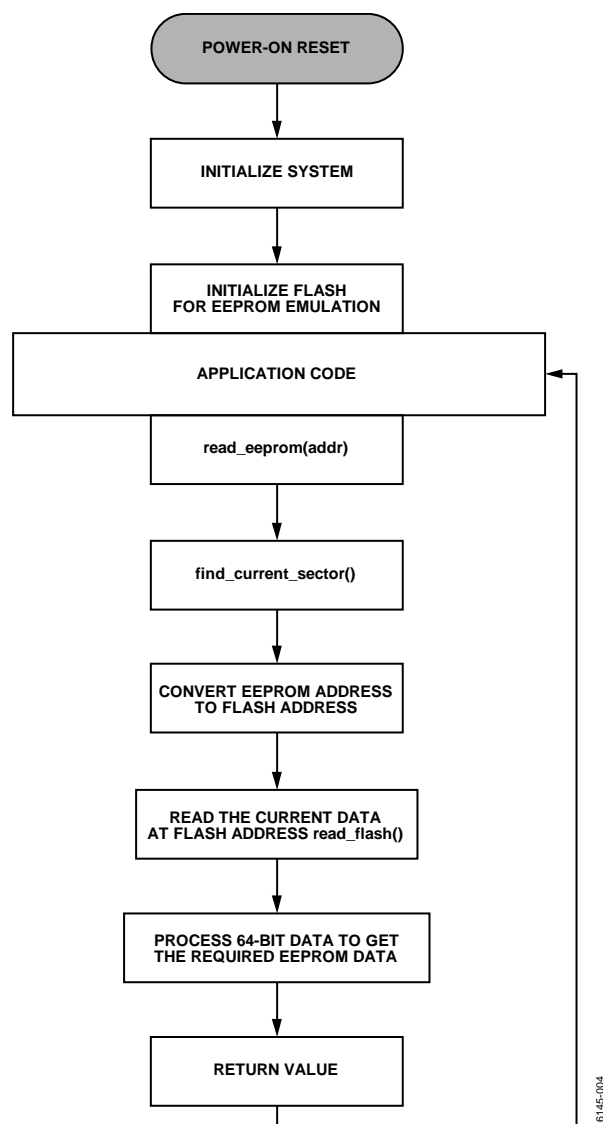 POWER-ON RESET
INITIALIZE SYSTEM
INITIALIZE FLASH
FOR EEPROM EMULATION
APPLICATION CODE
read_eeprom(addr)
find_current_sector()
CONVERT EEPROM ADDRESS
TO FLASH ADDRESS
READ THE CURRENT DATA
AT FLASH ADDRESS read_flash()
PROCESS 64-BIT DATA TO GET
THE REQUIRED EEPROM DATA
RETURN VALUE
6145-004